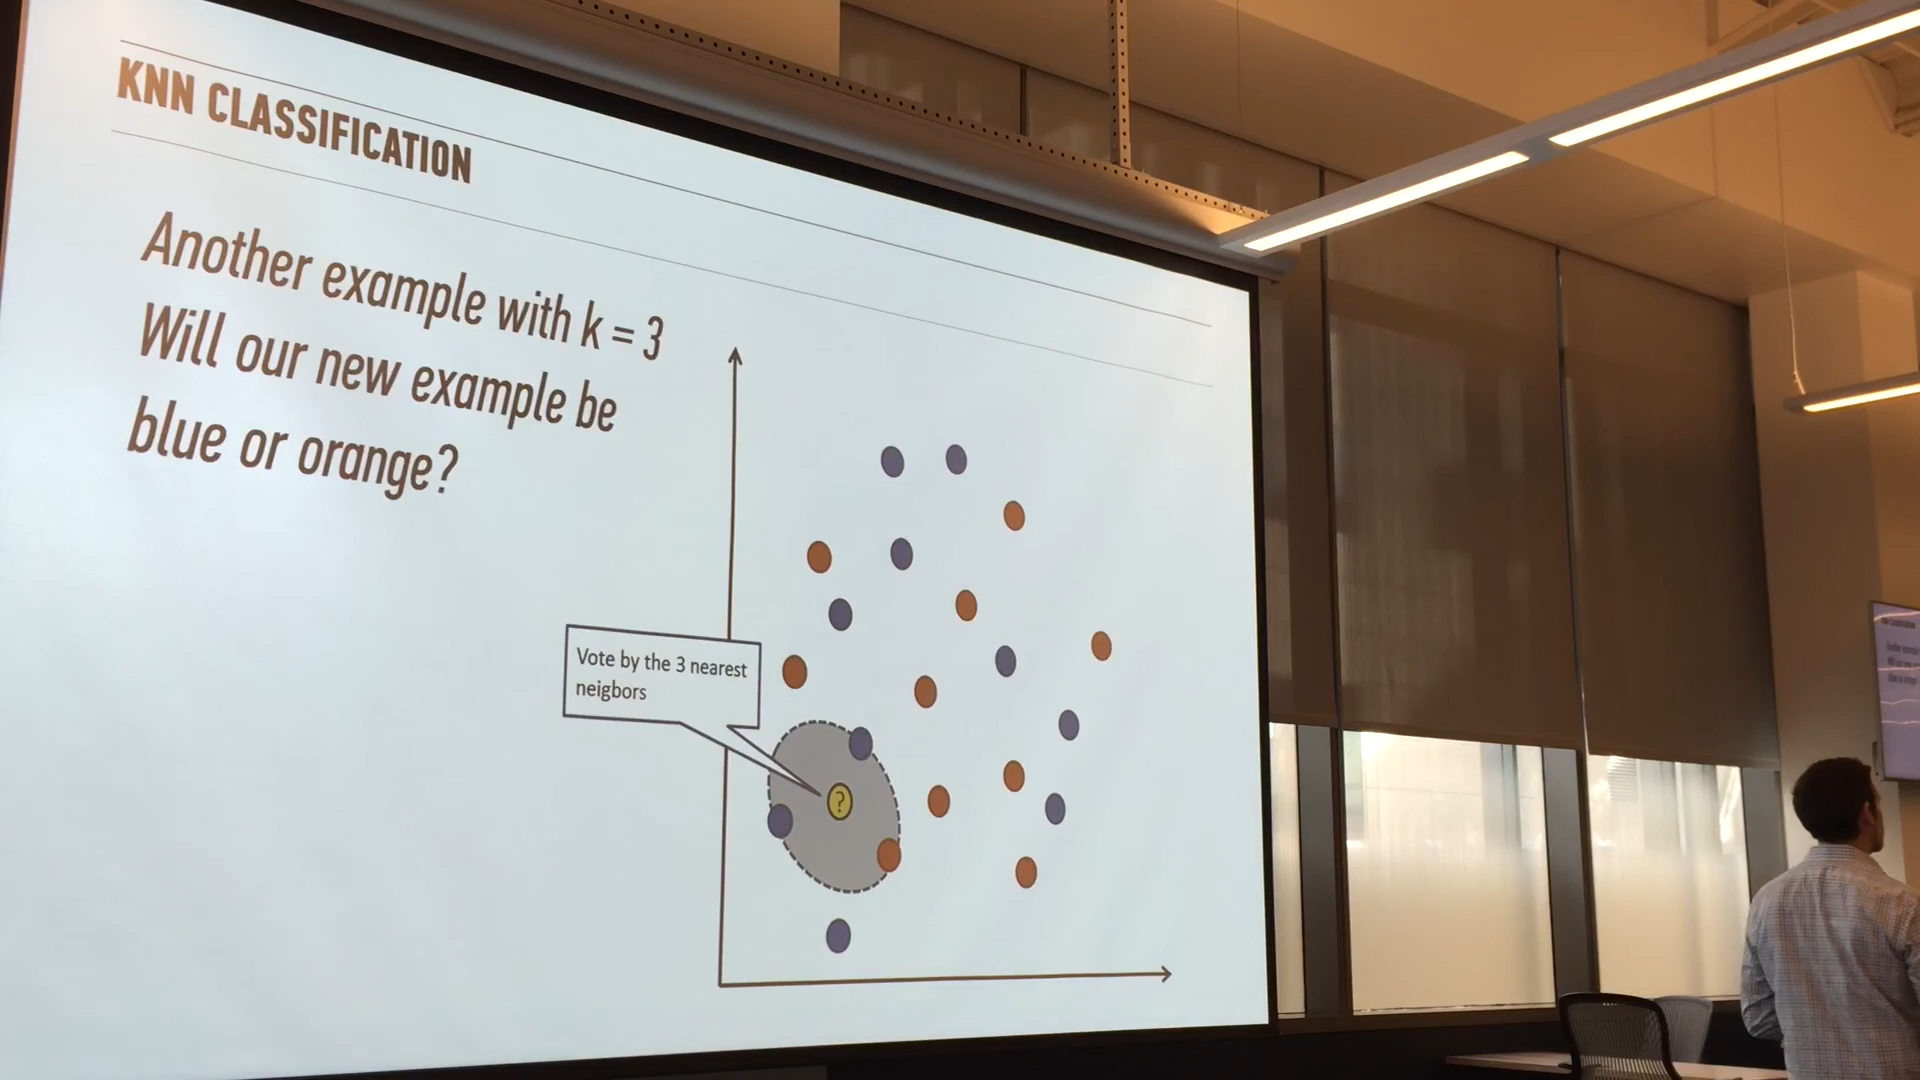 KNN CLASSIFICATION
Another example with k = 3
Will our new example be
blue or orange?
Vote by the 3 nearest
neigbors
?